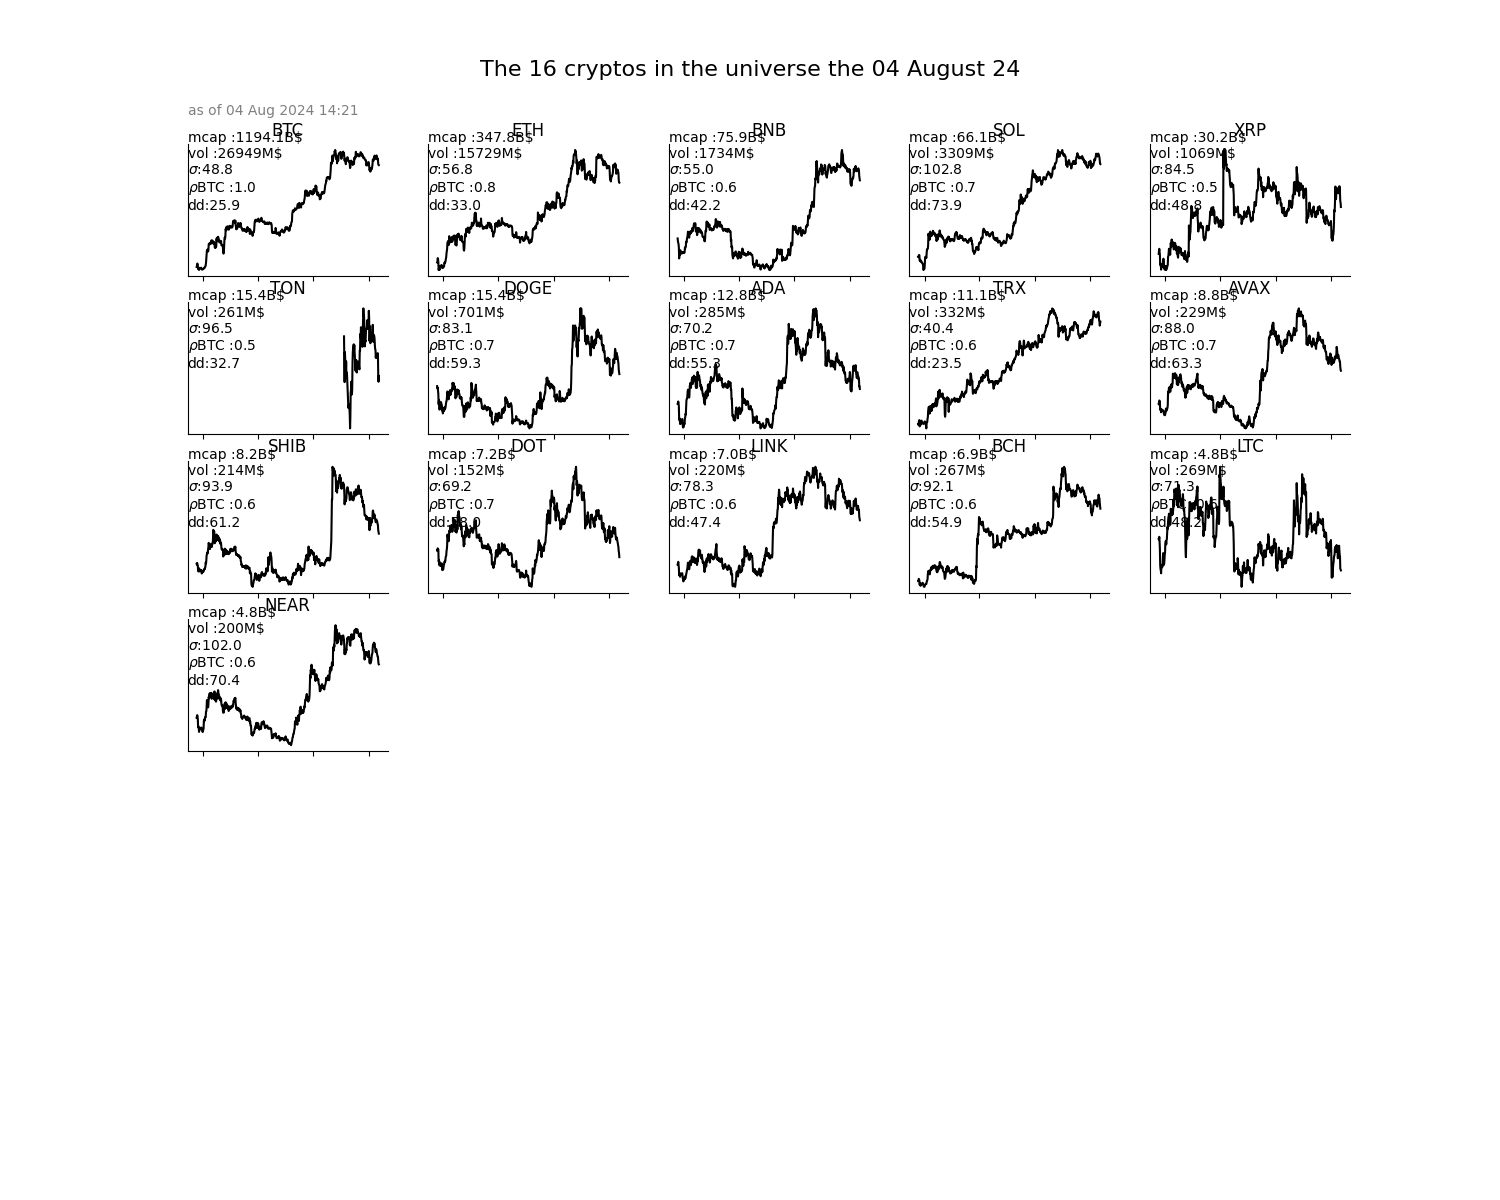 The 16 cryptos in the universe the 04 August 24
as of 04 Aug 2024 14:21
BTC
mcap :1194.1B$
vol :26949M$
σ:48.8
ρBTC :1.0
dd:25.9
ETH
mcap :347.8B$
vol :15729M$
σ:56.8
ρBTC :0.8
dd:33.0
BNB
mcap :75.9B$
vol :1734M$
σ:55.0
ρBTC :0.6
dd:42.2
SOL
mcap :66.1B$
vol :3309M$
σ:102.8
ρBTC :0.7
dd:73.9
XRP
mcap :30.2B$
vol :1069M$
σ:84.5
ρBTC :0.5
dd:48.8
TON
mcap :15.4B$
vol :261M$
σ:96.5
ρBTC :0.5
dd:32.7
DOGE
mcap :15.4B$
vol :701M$
σ:83.1
ρBTC :0.7
dd:59.3
ADA
mcap :12.8B$
vol :285M$
σ:70.2
ρBTC :0.7
dd:55.3
TRX
mcap :11.1B$
vol :332M$
σ:40.4
ρBTC :0.6
dd:23.5
AVAX
mcap :8.8B$
vol :229M$
σ:88.0
ρBTC :0.7
dd:63.3
SHIB
mcap :8.2B$
vol :214M$
σ:93.9
ρBTC :0.6
dd:61.2
DOT
mcap :7.2B$
vol :152M$
σ:69.2
ρBTC :0.7
dd:58.0
LINK
mcap :7.0B$
vol :220M$
σ:78.3
ρBTC :0.6
dd:47.4
BCH
mcap :6.9B$
vol :267M$
σ:92.1
ρBTC :0.6
dd:54.9
LTC
mcap :4.8B$
vol :269M$
σ:71.3
ρBTC :0.6
dd:48.2
NEAR
mcap :4.8B$
vol :200M$
σ:102.0
ρBTC :0.6
dd:70.4